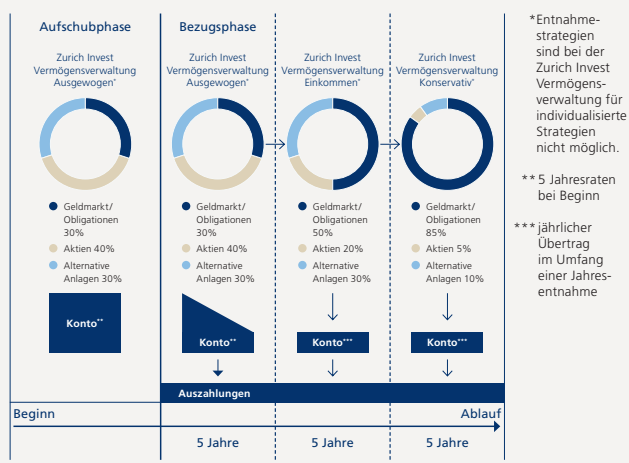 Aufschubphase
Zurich Invest
Vermögensverwaltung
Ausgewogen*
Geldmarkt/
Obligationen
30%
Aktien 40%
Alternative
Anlagen 30%
Konto**
Bezugsphase
Zurich Invest
Vermögensverwaltung
Ausgewogen*
Geldmarkt/
Obligationen
30%
Aktien 40%
Alternative
Anlagen 30%
Konto**
Zurich Invest
Vermögensverwaltung
Einkommen*
Geldmarkt/
Obligationen
50%
Aktien 20%
Alternative
Anlagen 30%
Konto***
Zurich Invest
Vermögensverwaltung
Konservativ*
Geldmarkt/
Obligationen
85%
Aktien 5%
Alternative
Anlagen 10%
Konto***
Auszahlungen
Beginn
Ablauf
5 Jahre
5 Jahre
5 Jahre
*Entnahme-
strategien
sind bei der
Zurich Invest
Vermögens-
verwaltung für
individualisierte
Strategien
nicht möglich.
** 5 Jahresraten
bei Beginn
*** jährlicher
Übertrag
im Umfang
einer Jahres-
entnahme